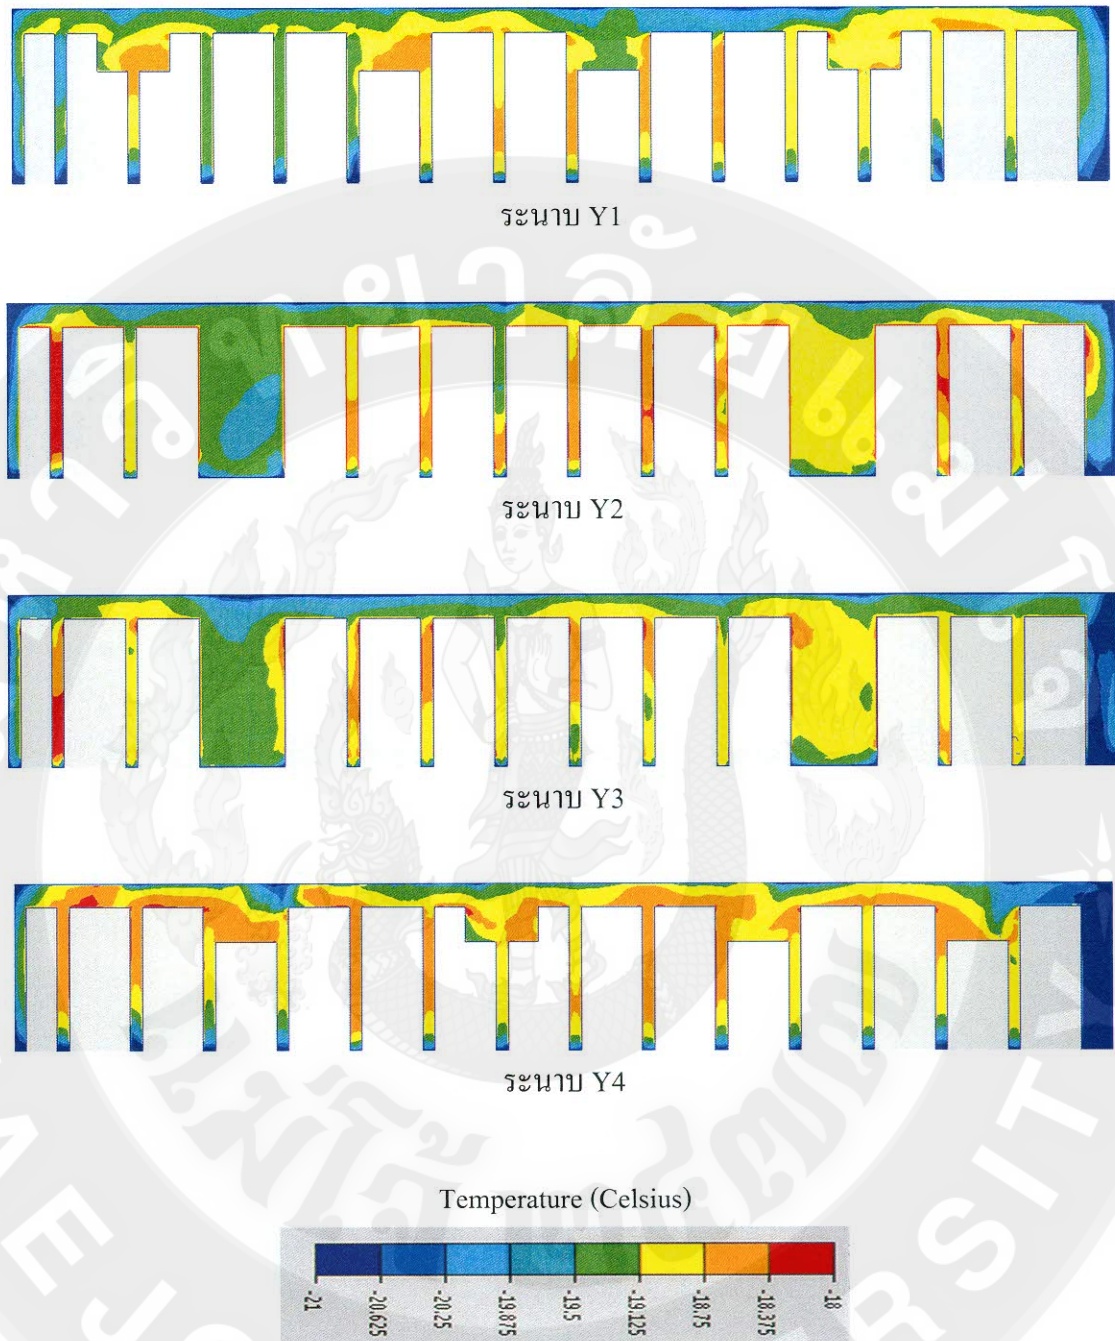 ระนาบ Y1
ระนาบ Y2
ระนาบ Y3
ระนาบ Y4
Temperature (Celsius)
-21 -20.625 -20.25 -19.875 -19.5 -19.125 -18.75 -18.375 -18